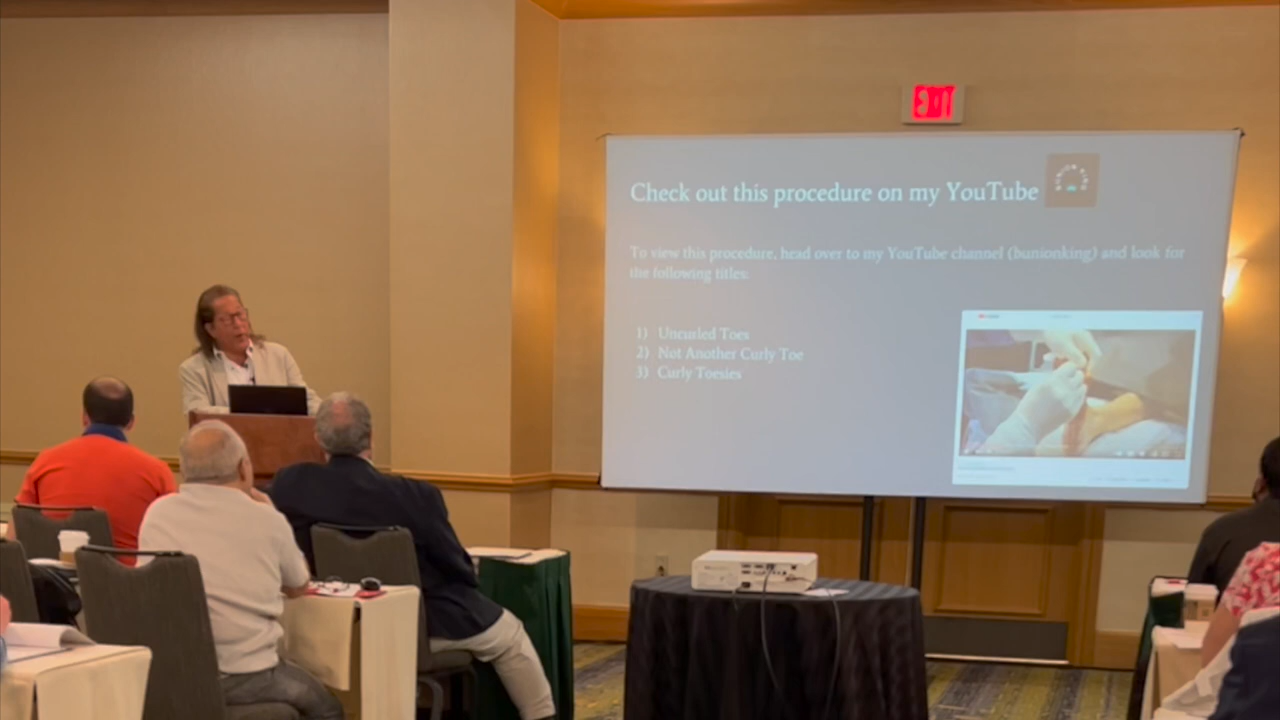 EXIT
Check out this procedure on my YouTube
To view this procedure, head over to my YouTube channel (bunionking) and look for
the following titles:
1) Uncurled Toes
2) Not Another Curly Toe
3) Curly Toesies